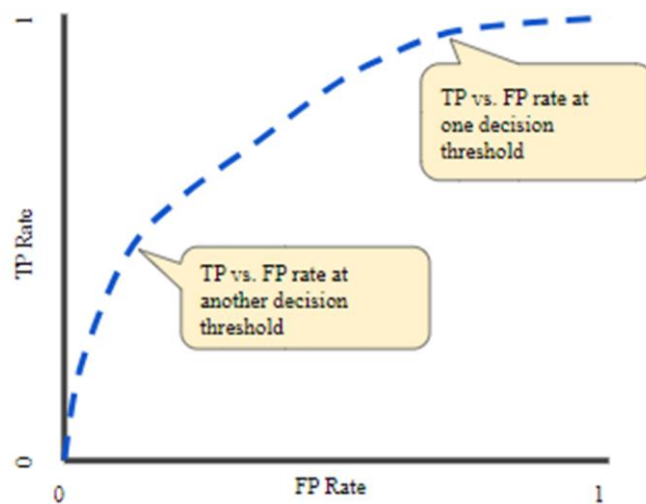 1
TP vs. FP rate at
one decision
threshold
TP Rate
TP vs. FP rate at
another decision
threshold
0
0
FP Rate
1